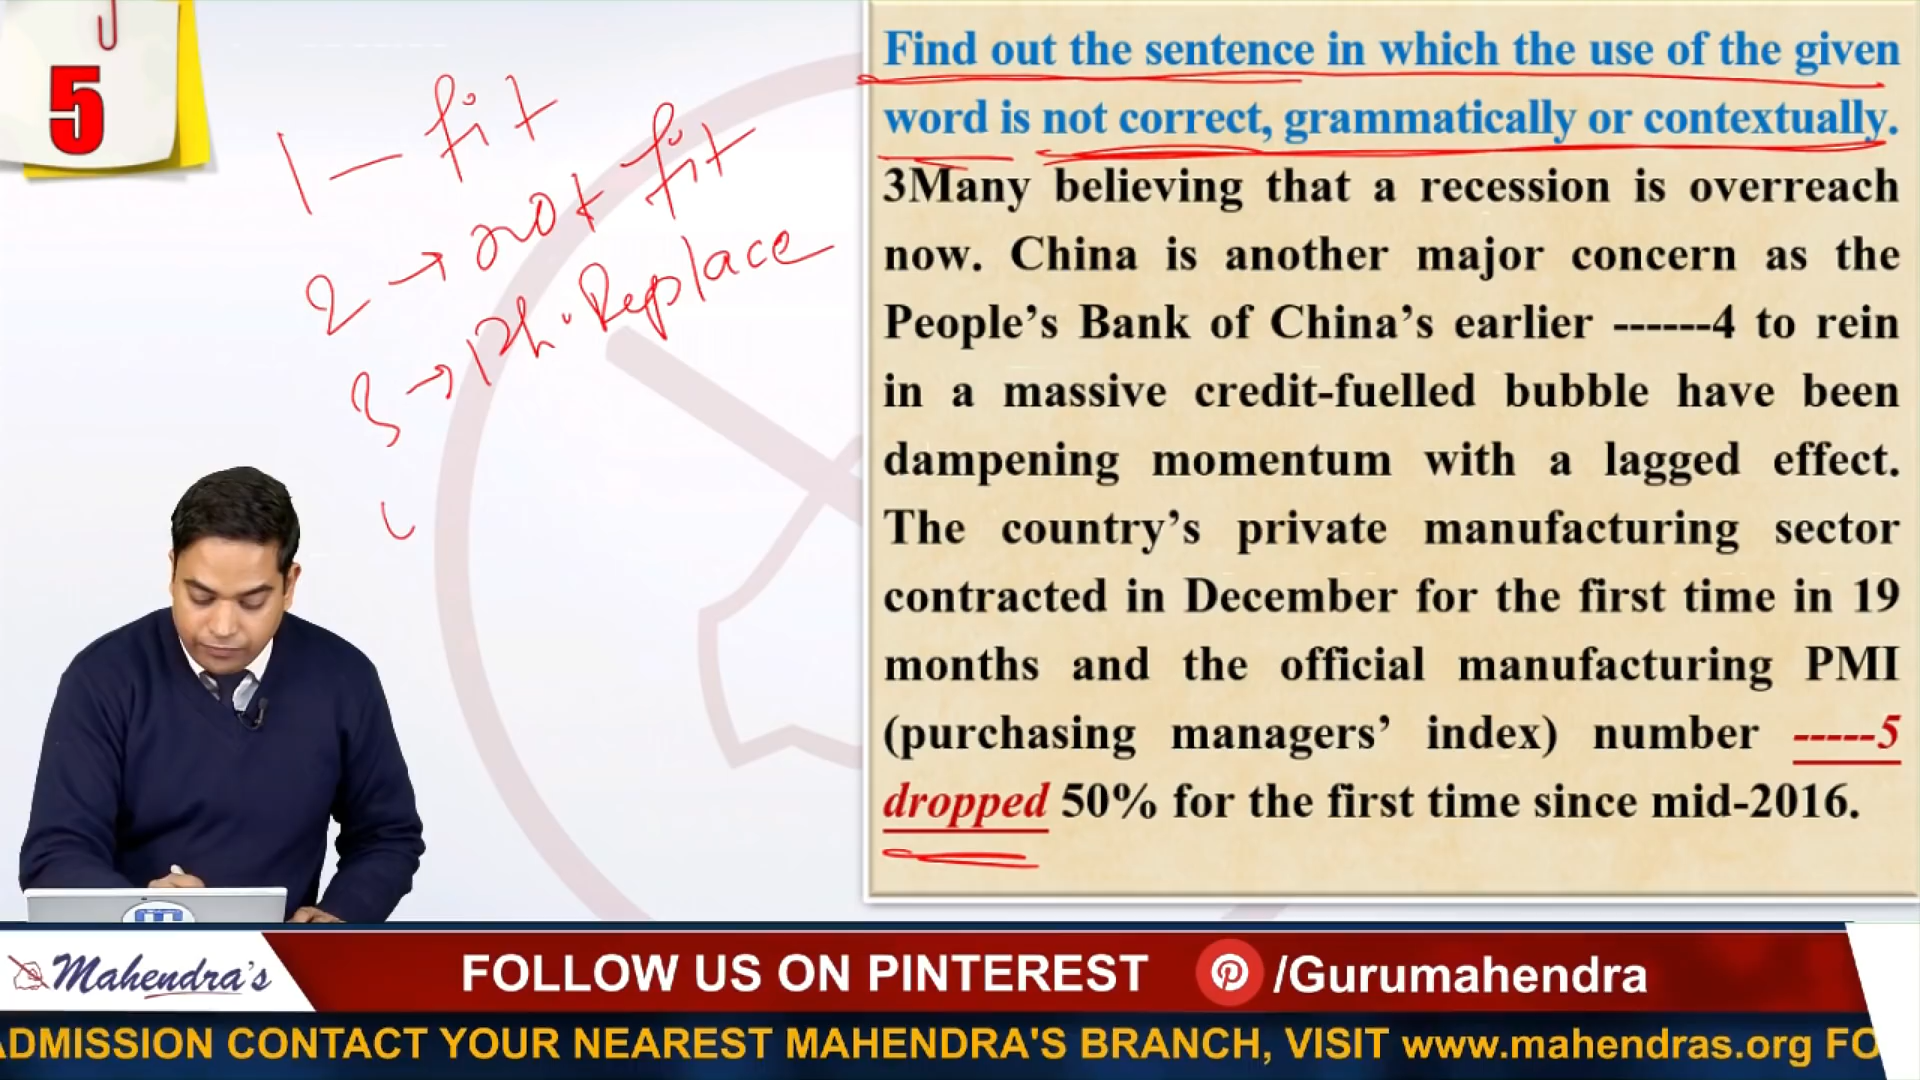 5
1 - fit
2 → not fit
3 → Ph. Replace
Find out the sentence in which the use of the given
word is not correct, grammatically or contextually.
3Many believing that a recession is overreach
now. China is another major concern as the
People’s Bank of China’s earlier ------4 to rein
in a massive credit-fuelled bubble have been
dampening momentum with a lagged effect.
The country’s private manufacturing sector
contracted in December for the first time in 19
months and the official manufacturing PMI
(purchasing managers’ index) number -----5
dropped 50% for the first time since mid-2016.
Mahendra's
FOLLOW US ON PINTEREST /Gurumahendra
ADMISSION CONTACT YOUR NEAREST MAHENDRA'S BRANCH, VISIT www.mahendras.org FO